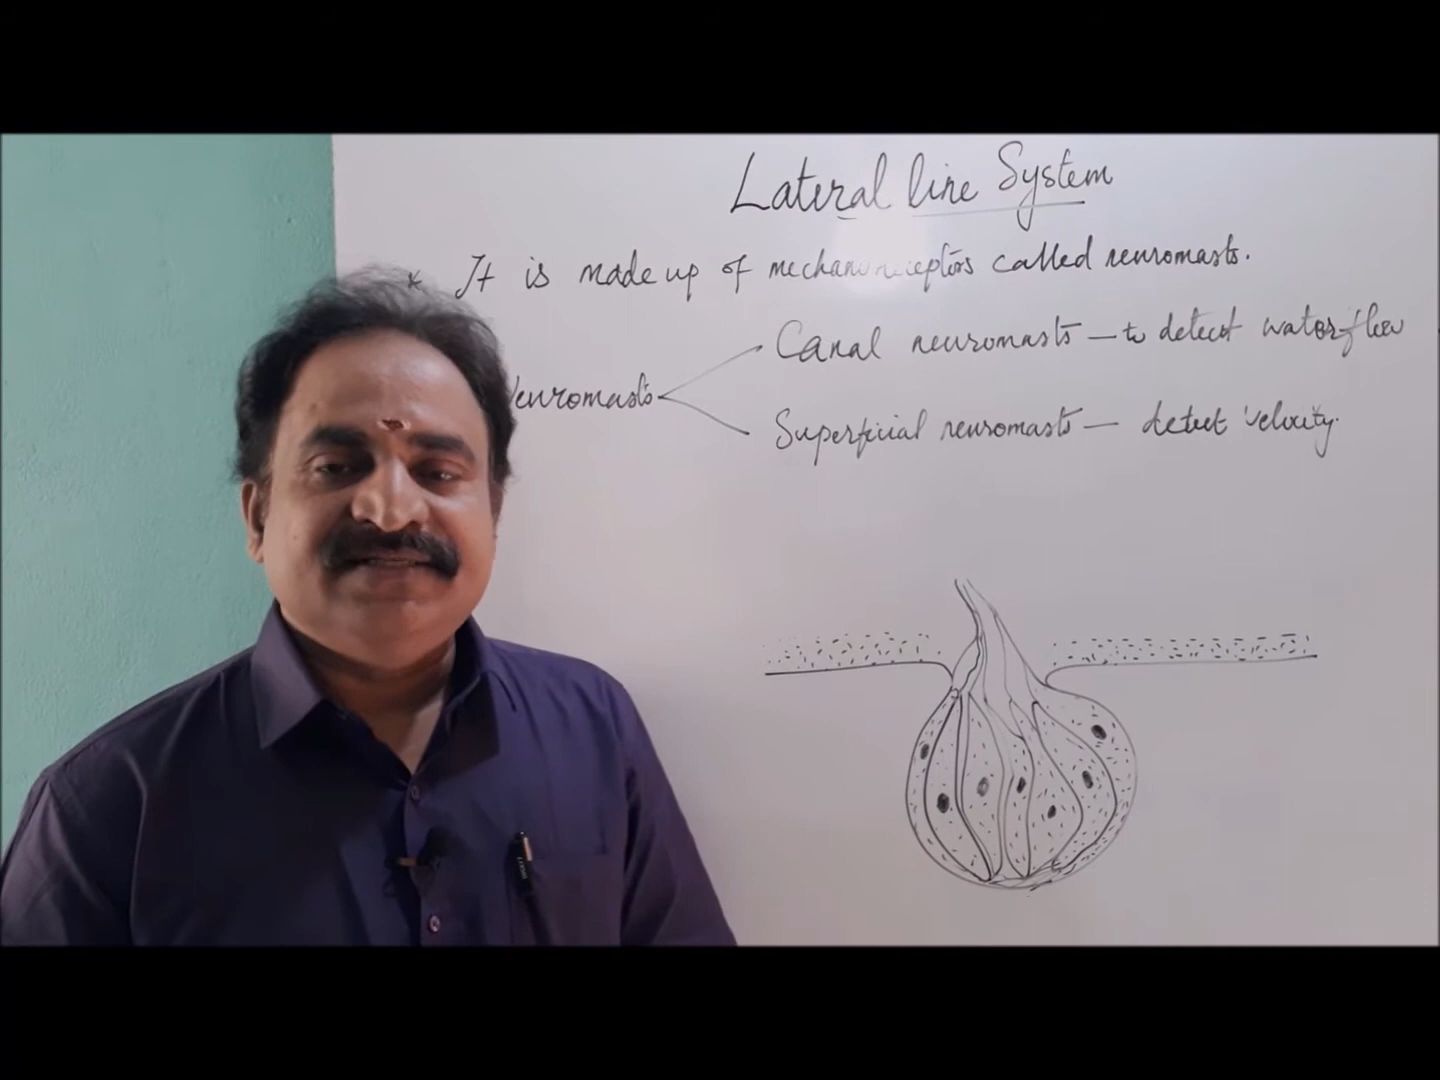 Lateral line System
* It is made up of mechanoreceptors called neuromasts.
Canal neuromasts — to detect water flow
Neuromasts
Superficial neuromasts — detect velocity.